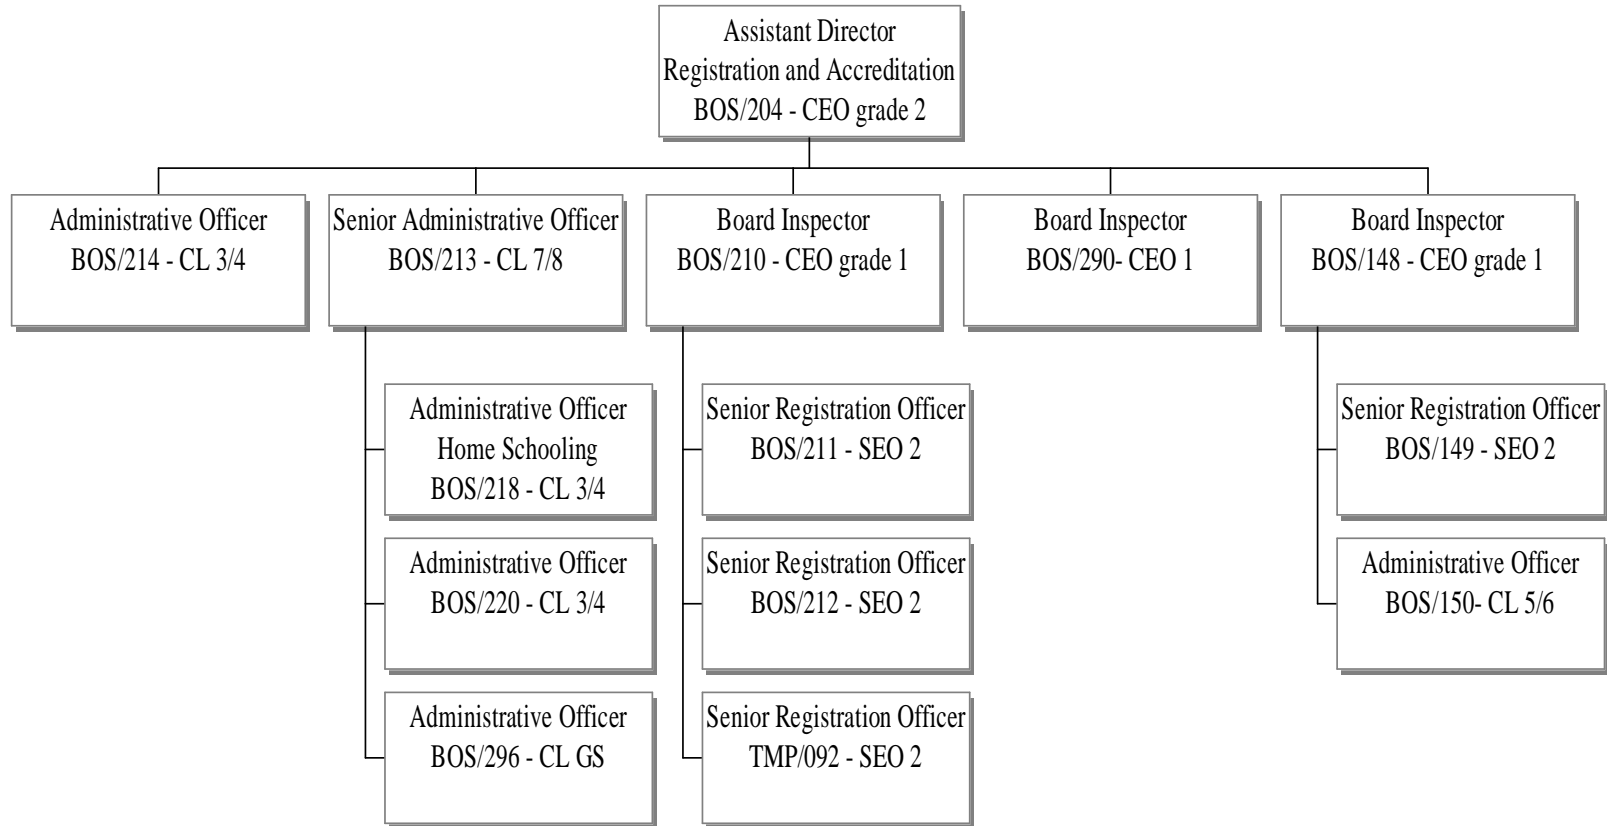 Assistant Director
Registration and Accreditation
BOS/204 - CEO grade 2
Administrative Officer
BOS/214 - CL 3/4
Senior Administrative Officer
BOS/213 - CL 7/8
Board Inspector
BOS/210 - CEO grade 1
Board Inspector
BOS/290- CEO 1
Board Inspector
BOS/148 - CEO grade 1
Administrative Officer
Home Schooling
BOS/218 - CL 3/4
Administrative Officer
BOS/220 - CL 3/4
Administrative Officer
BOS/296 - CL GS
Senior Registration Officer
BOS/211 - SEO 2
Senior Registration Officer
BOS/212 - SEO 2
Senior Registration Officer
TMP/092 - SEO 2
Senior Registration Officer
BOS/149 - SEO 2
Administrative Officer
BOS/150- CL 5/6